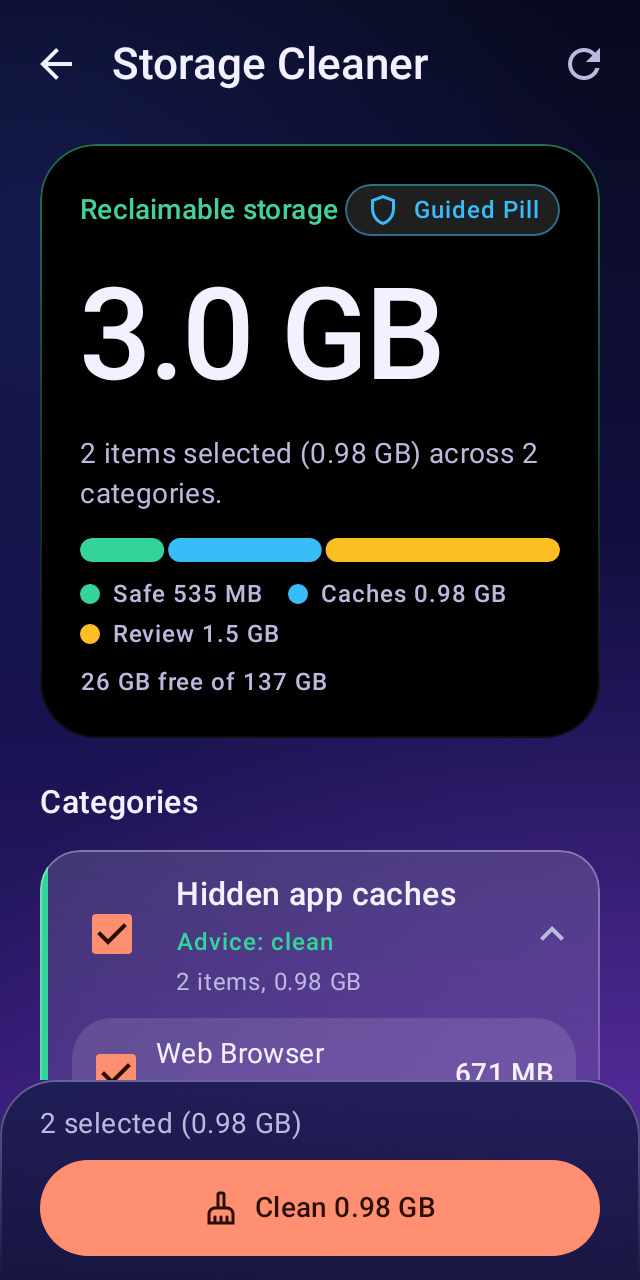 Storage Cleaner
Reclaimable storage
Guided Pill
3.0 GB
2 items selected (0.98 GB) across 2
categories.
Safe 535 MB
Caches 0.98 GB
Review 1.5 GB
26 GB free of 137 GB
Categories
Hidden app caches
Advice: clean
2 items, 0.98 GB
Web Browser
671 MB
2 selected (0.98 GB)
Clean 0.98 GB